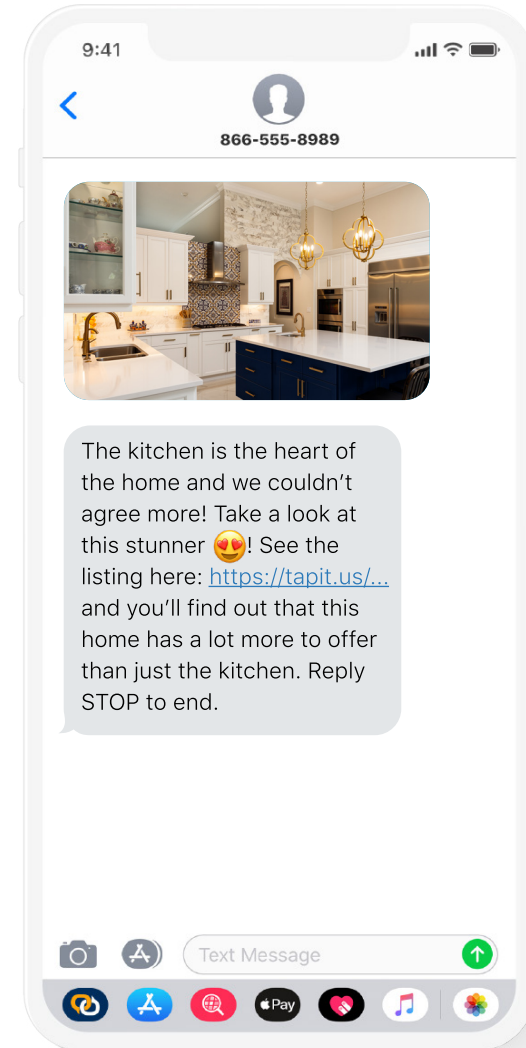 9:41
866-555-8989
The kitchen is the heart of
the home and we couldn’t
agree more! Take a look at
this stunner 😍! See the
listing here: https://tapit.us/...
and you’ll find out that this
home has a lot more to offer
than just the kitchen. Reply
STOP to end.
Text Message
Pay